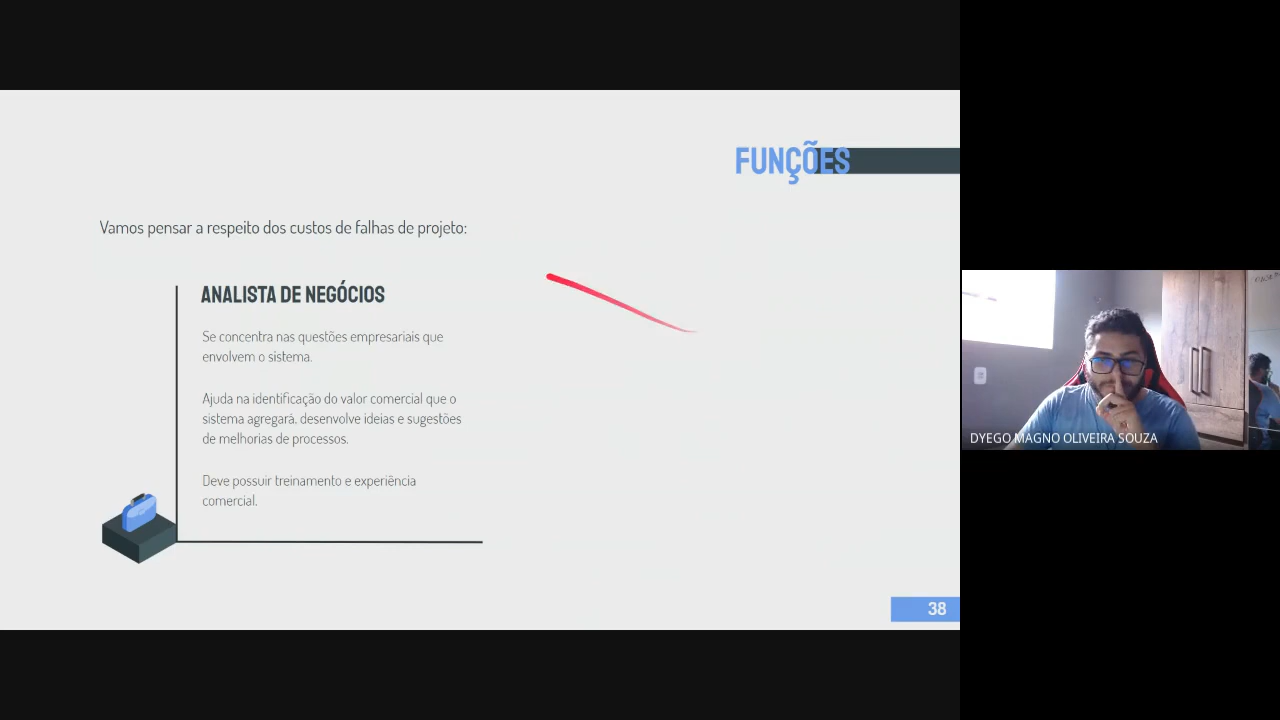 FUNÇÕES
Vamos pensar a respeito dos custos de falhas de projeto:
ANALISTA DE NEGÓCIOS
Se concentra nas questões empresariais que
envolvem o sistema.
Ajuda na identificação do valor comercial que o
sistema agregará, desenvolve ideias e sugestões
de melhorias de processos.
Deve possuir treinamento e experiência
comercial.
38
DYEGO MAGNO OLIVEIRA SOUZA